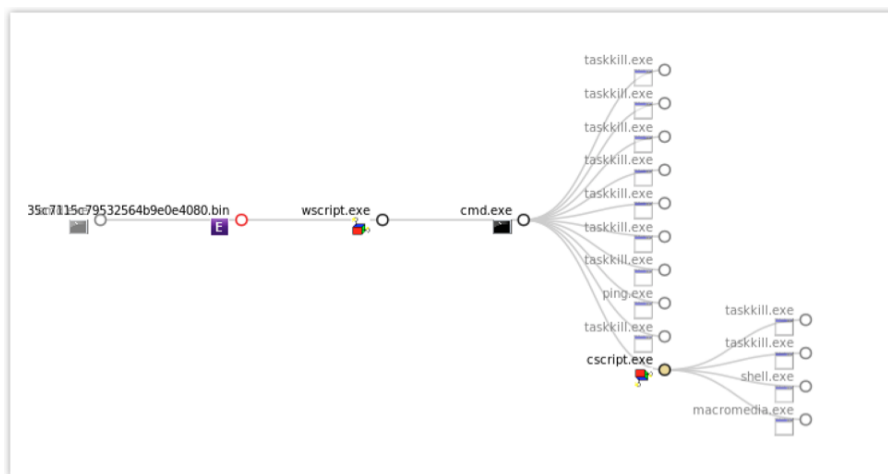 taskkill.exe
taskkill.exe
taskkill.exe
taskkill.exe
taskkill.exe
35c7115c79532564b9e0e4080.bin
wscript.exe
cmd.exe
taskkill.exe
taskkill.exe
ping.exe
taskkill.exe
taskkill.exe
cscript.exe
taskkill.exe
shell.exe
macromedia.exe
E